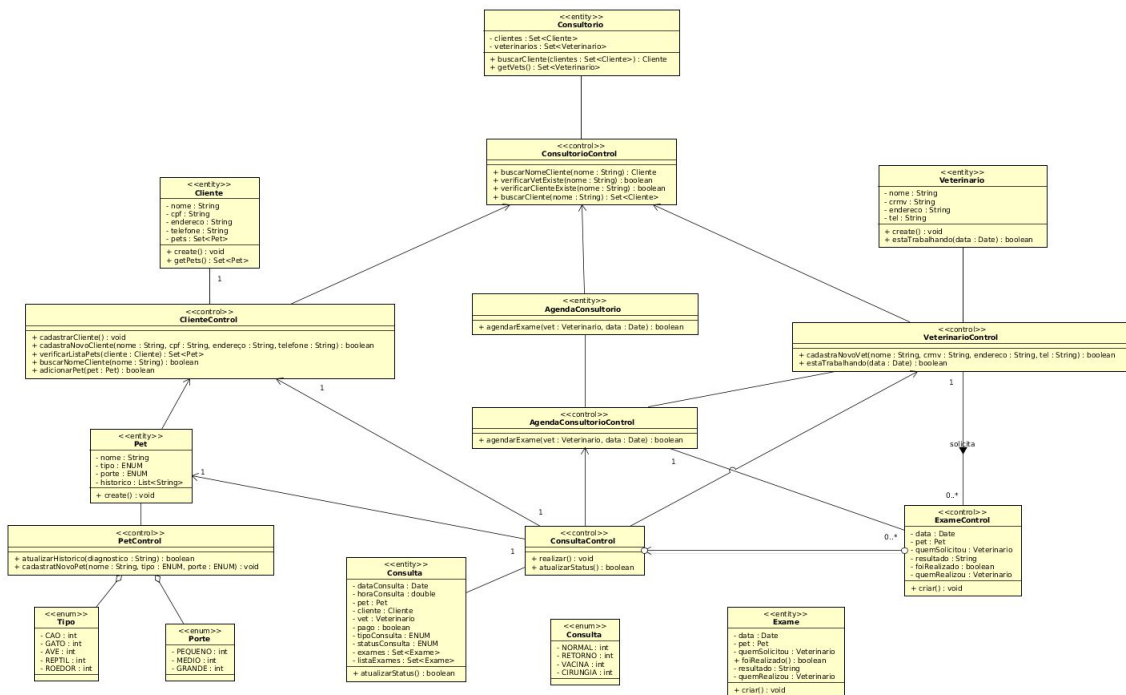 <<entity>>
Consultorio
- clientes : Set<Cliente>
- veterinarios : Set<Veterinario>
+ buscarCliente(clientes : Set<Cliente>) : Cliente
+ getVets() : Set<Veterinario>
<<control>>
ConsultorioControl
+ buscarNomeCliente(nome : String) : Cliente
+ verificarVetExiste(nome : String) : boolean
+ verificarClienteExiste(nome : String) : boolean
+ buscarCliente(nome : String) : Set<Cliente>
<<entity>>
Cliente
- nome : String
- cpf : String
- endereco : String
- telefone : String
- pets : Set<Pet>
+ create() : void
+ getPets() : Set<Pet>
1
<<entity>>
Veterinario
- nome : String
- crmv : String
- endereco : String
- tel : String
+ create() : void
+ estaTrabalhando(data : Date) : boolean
<<control>>
ClienteControl
+ cadastrarCliente() : void
+ cadastraNovoCliente(nome : String, cpf : String, endereço : String, telefone : String) : boolean
+ verificarListaPets(cliente : Cliente) : Set<Pet>
+ buscarNomeCliente(nome : String) : boolean
+ adicionarPet(pet : Pet) : boolean
1
<<entity>>
AgendaConsultorio
+ agendarExame(vet : Veterinario, data : Date) : boolean
<<control>>
VeterinarioControl
+ cadastraNovoVet(nome : String, crmv : String, endereco : String, tel : String) : boolean
+ estaTrabalhando(data : Date) : boolean
1
<<control>>
AgendaConsultorioControl
+ agendarExame(vet : Veterinario, data : Date) : boolean
1
solicita
0..*
<<entity>>
Pet
- nome : String
- tipo : ENUM
- porte : ENUM
- historico : List<String>
+ create() : void
1
<<control>>
PetControl
+ atualizarHistorico(diagnostico : String) : boolean
+ cadastratNovoPet(nome : String, tipo : ENUM, porte : ENUM) : void
<<enum>>
Tipo
- CAO : int
- GATO : int
- AVE : int
- REPTIL : int
- ROEDOR : int
<<enum>>
Porte
- PEQUENO : int
- MEDIO : int
- GRANDE : int
1
1
<<control>>
ConsultaControl
+ realizar() : void
+ atualizarStatus() : boolean
0..*
<<control>>
ExameControl
- data : Date
- pet : Pet
- quemSolicitou : Veterinario
- resultado : String
- foiRealizado : boolean
- quemRealizou : Veterinario
+ criar() : void
<<entity>>
Consulta
- dataConsulta : Date
- horaConsulta : double
- pet : Pet
- cliente : Cliente
- vet : Veterinario
- pago : boolean
- tipoConsulta : ENUM
- statusConsulta : ENUM
- exames : Set<Exame>
- listaExames : Set<Exame>
+ atualizarStatus() : boolean
<<enum>>
Consulta
- NORMAL : int
- RETORNO : int
- VACINA : int
- CIRUNGIA : int
<<entity>>
Exame
- data : Date
- pet : Pet
- quemSolicitou : Veterinario
+ foiRealizado() : boolean
- resultado : String
- quemRealizou : Veterinario
+ criar() : void